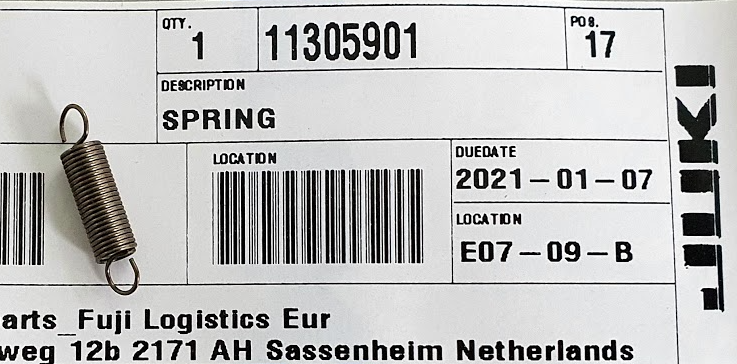 QTY.
1
11305901
POS.
17
DESCRIPTION
SPRING
LOCATION
DUEDATE
2021-01-07
LOCATION
E07-09-B
JUKI
arts_Fuji Logistics Eur
weg 12b 2171 AH Sassenheim Netherlands